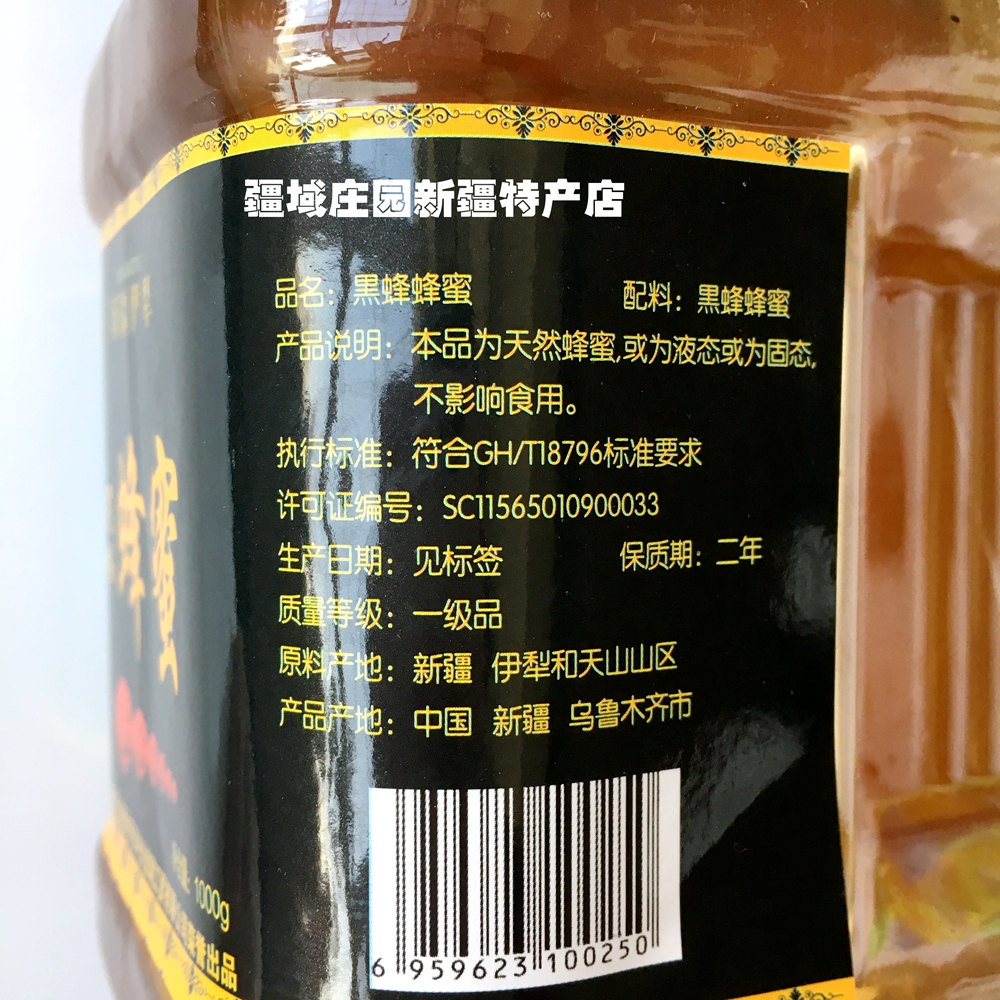 疆域庄园新疆特产店
品名：黒蜂蜂蜜 配料：黒蜂蜂蜜
产品说明：本品为天然蜂蜜,或为液态或为固态,
不影响食用。
执行标准：符合GH/T18796标准要求
许可证编号：SC11565010900033
生产日期：见标签 保质期：二年
质量等级：一级品
原料产地：新疆 伊犁和天山山区
产品产地：中国 新疆 乌鲁木齐市
6 959623 100250
蜂蜜
1000g
出品